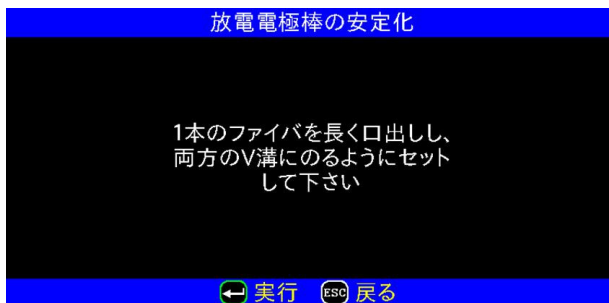 放電電極棒の安定化
1本のファイバを長く口出しし、
両方のV溝にのるようにセット
して下さい
実行 ESC 戻る